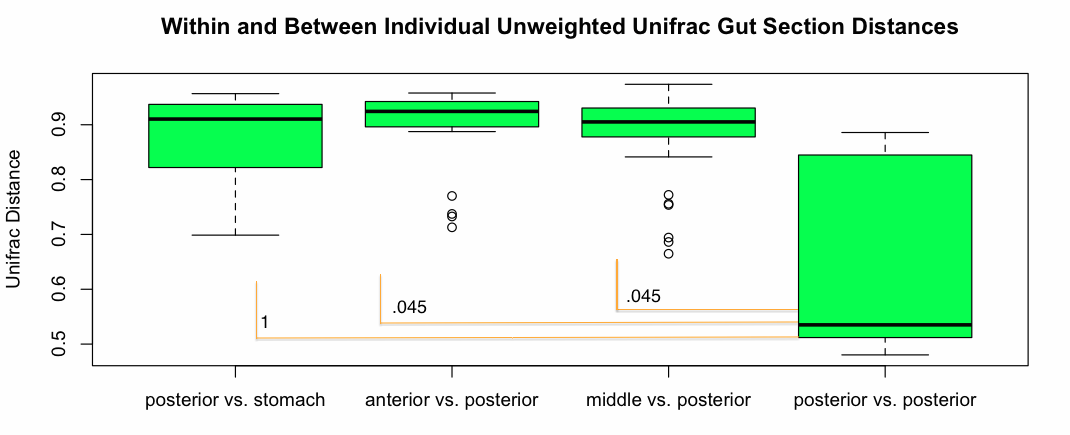 Within and Between Individual Unweighted Unifrac Gut Section Distances
Unifrac Distance
0.9
0.8
0.7
0.6
0.5
1
.045
.045
posterior vs. stomach
anterior vs. posterior
middle vs. posterior
posterior vs. posterior